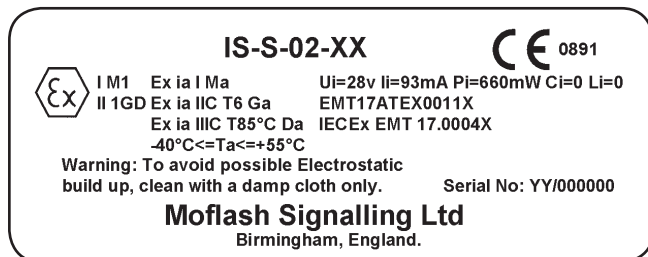 IS-S-02-XX
CE 0891
Ex I M1 Ex ia I Ma Ui=28v Ii=93mA Pi=660mW Ci=0 Li=0
II 1GD Ex ia IIC T6 Ga EMT17ATEX0011X
Ex ia IIIC T85°C Da IECEx EMT 17.0004X
-40°C<=Ta<=+55°C
Warning: To avoid possible Electrostatic
build up, clean with a damp cloth only. Serial No: YY/000000
Moflash Signalling Ltd
Birmingham, England.